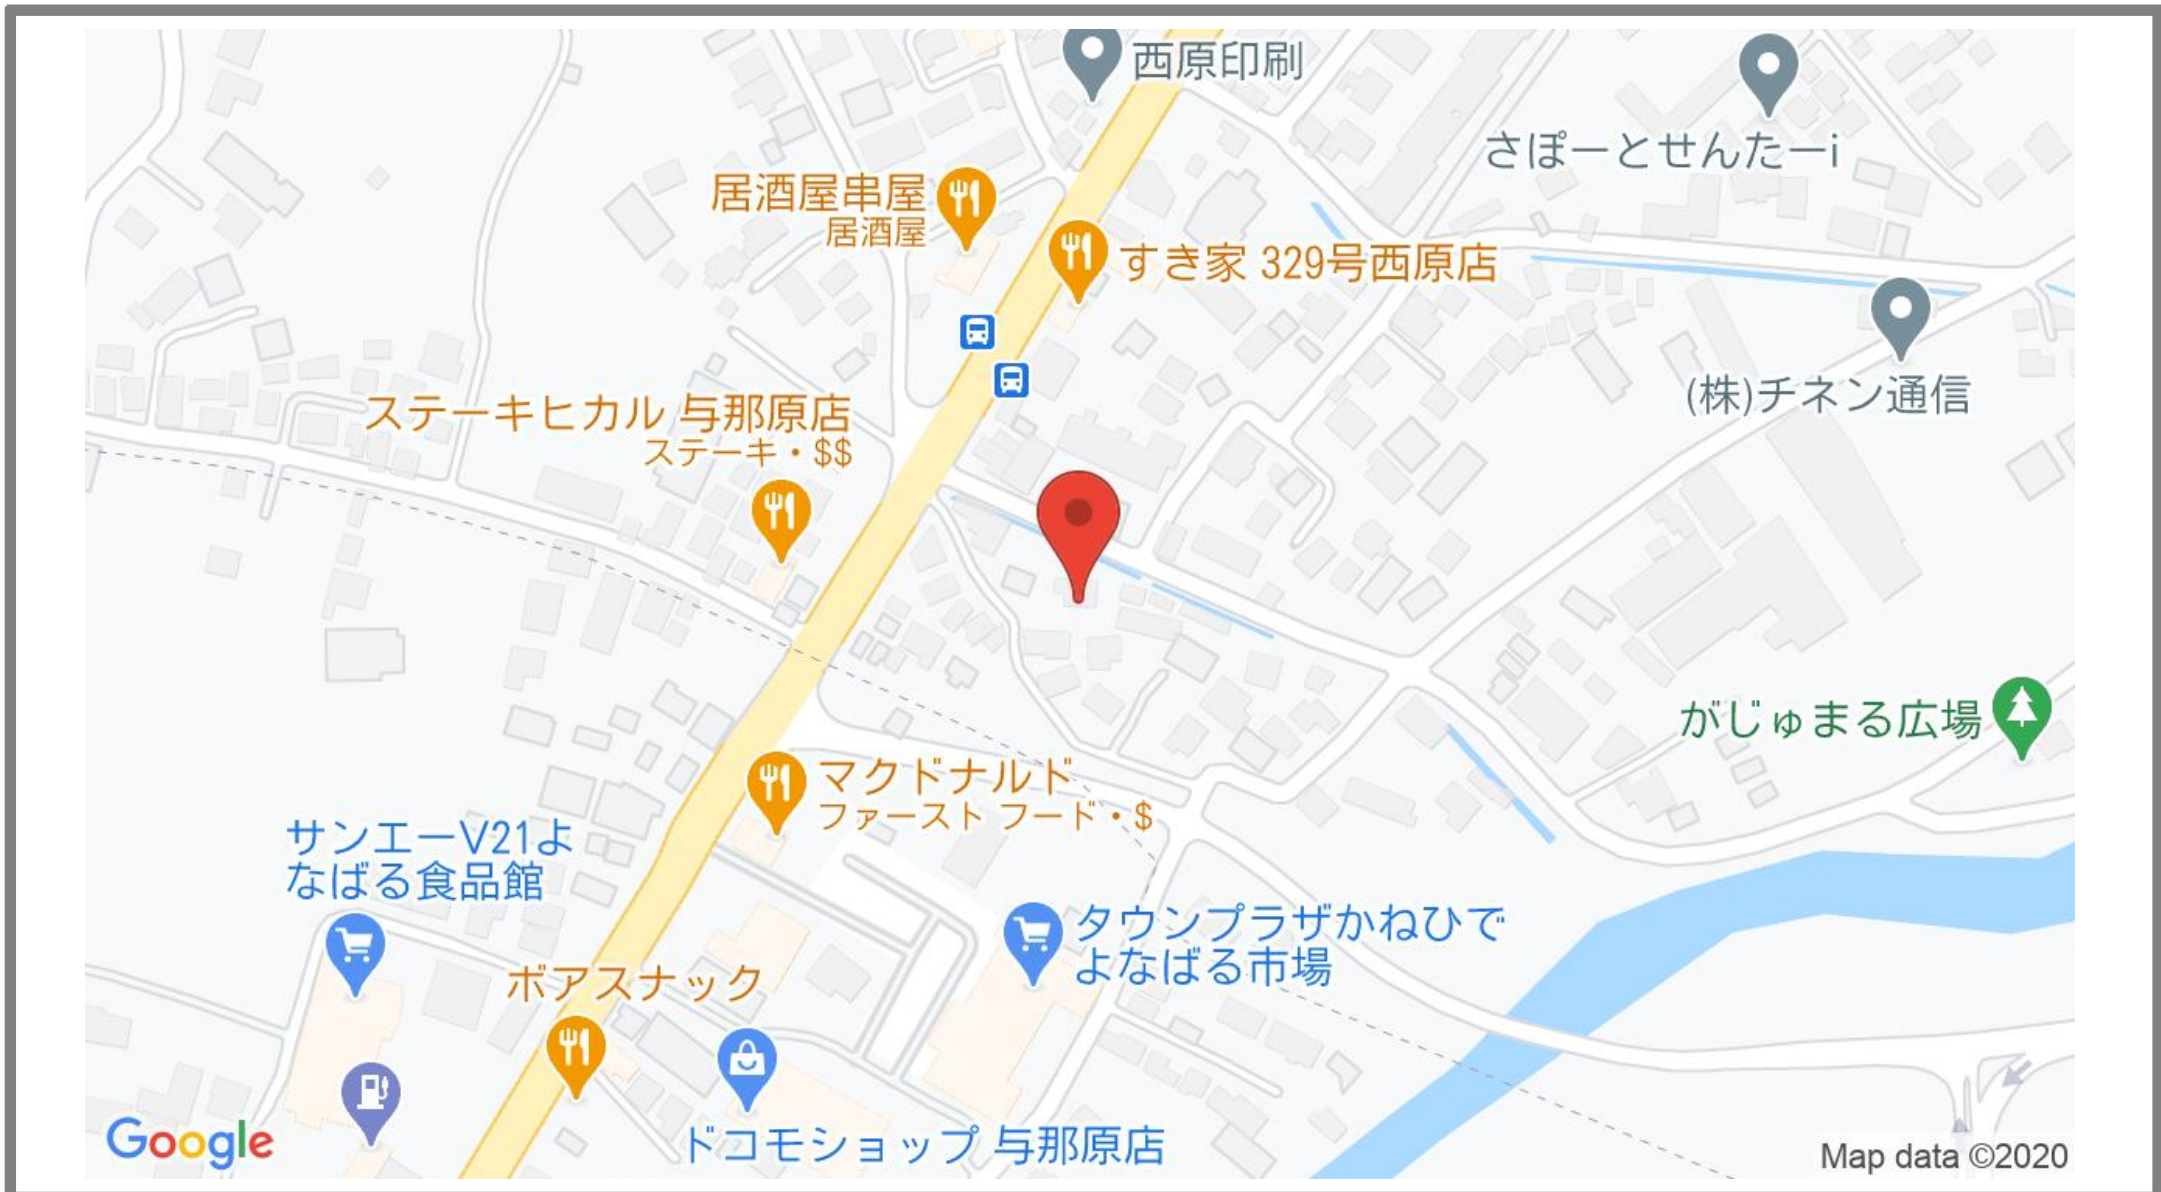 西原印刷
さぽーとせんたーi
居酒屋串屋
居酒屋
すき家 329号西原店
(株)チネン通信
ステーキヒカル 与那原店
ステーキ・$$
がじゅまる広場
マクドナルド
ファースト フード・$
サンエーV21よ
なばる食品館
タウンプラザかねひで
よなばる市場
ボアスナック
ドコモショップ 与那原店
Google
Map data ©2020